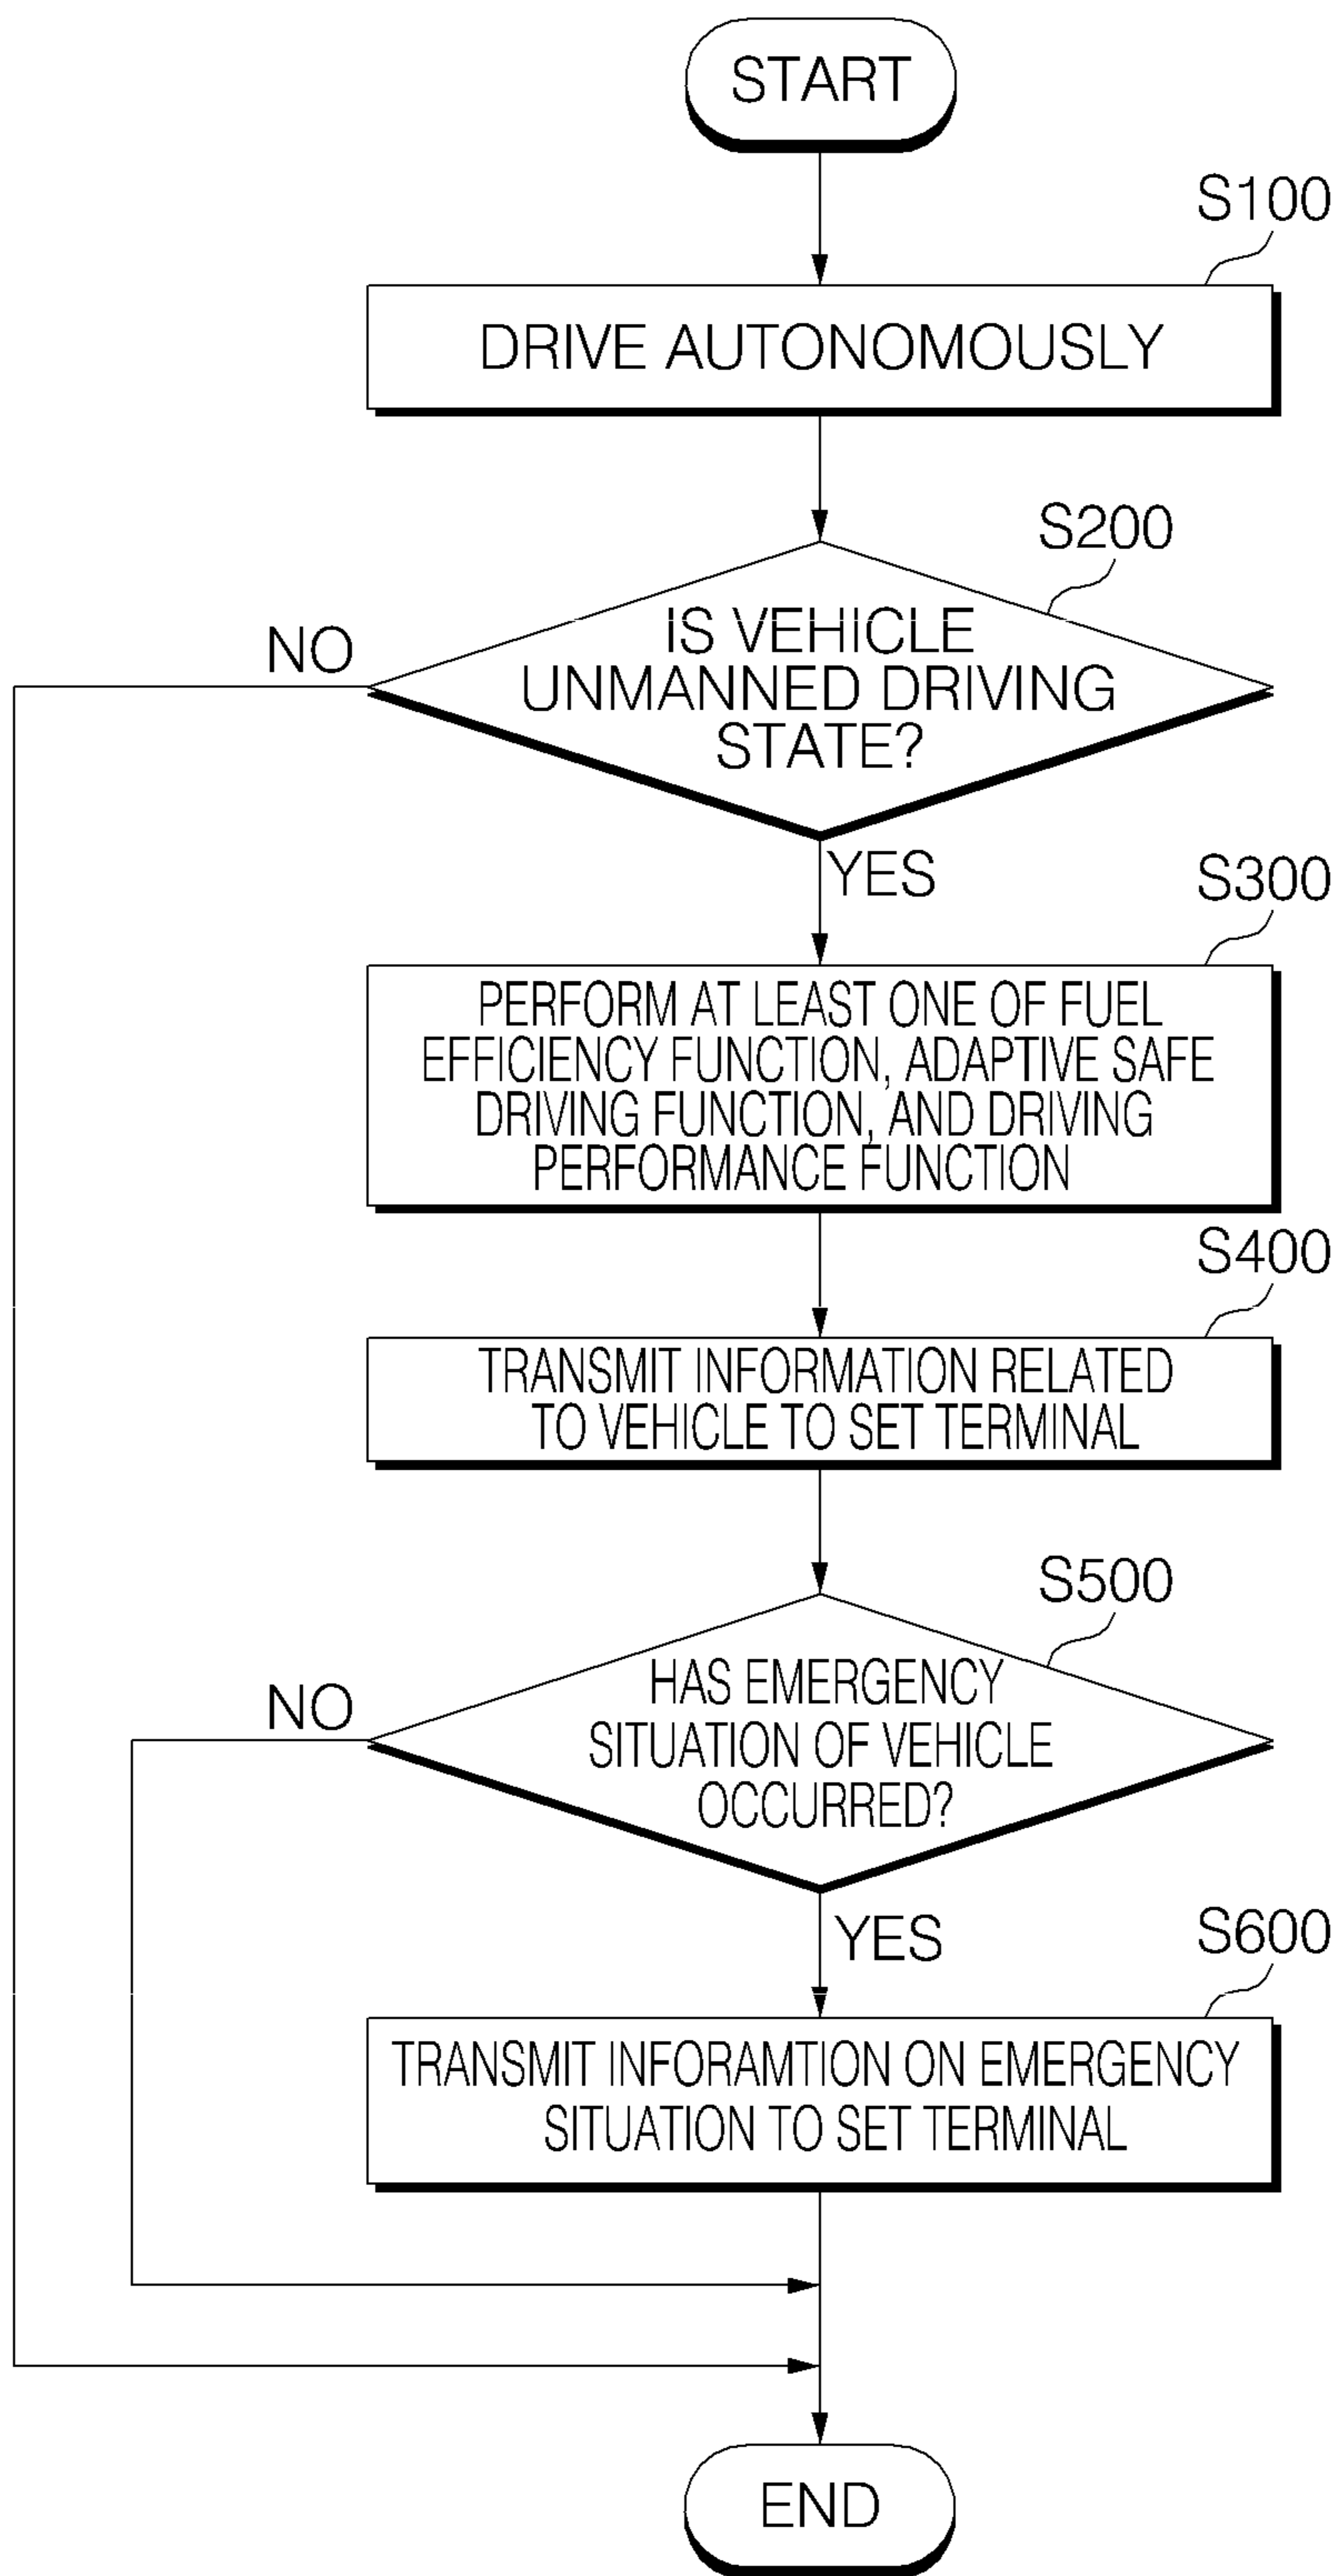 START
S100
DRIVE AUTONOMOUSLY
S200
IS VEHICLE
UNMANNED DRIVING
STATE?
NO
YES
S300
PERFORM AT LEAST ONE OF FUEL
EFFICIENCY FUNCTION, ADAPTIVE SAFE
DRIVING FUNCTION, AND DRIVING
PERFORMANCE FUNCTION
S400
TRANSMIT INFORMATION RELATED
TO VEHICLE TO SET TERMINAL
S500
HAS EMERGENCY
SITUATION OF VEHICLE
OCCURRED?
NO
YES
S600
TRANSMIT INFORAMTION ON EMERGENCY
SITUATION TO SET TERMINAL
END